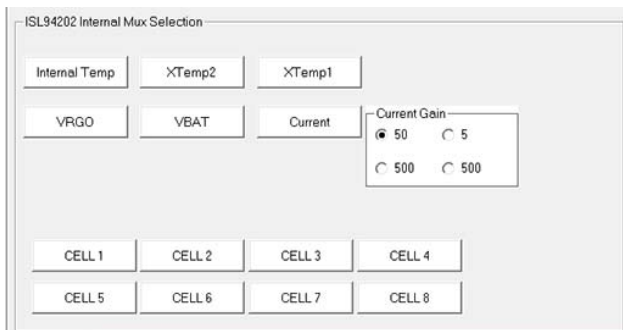 ISL94202 Internal Mux Selection
Internal Temp XTemp2 XTemp1
VRGO VBAT Current
Current Gain
50 5
500 500
CELL 1 CELL 2 CELL 3 CELL 4
CELL 5 CELL 6 CELL 7 CELL 8